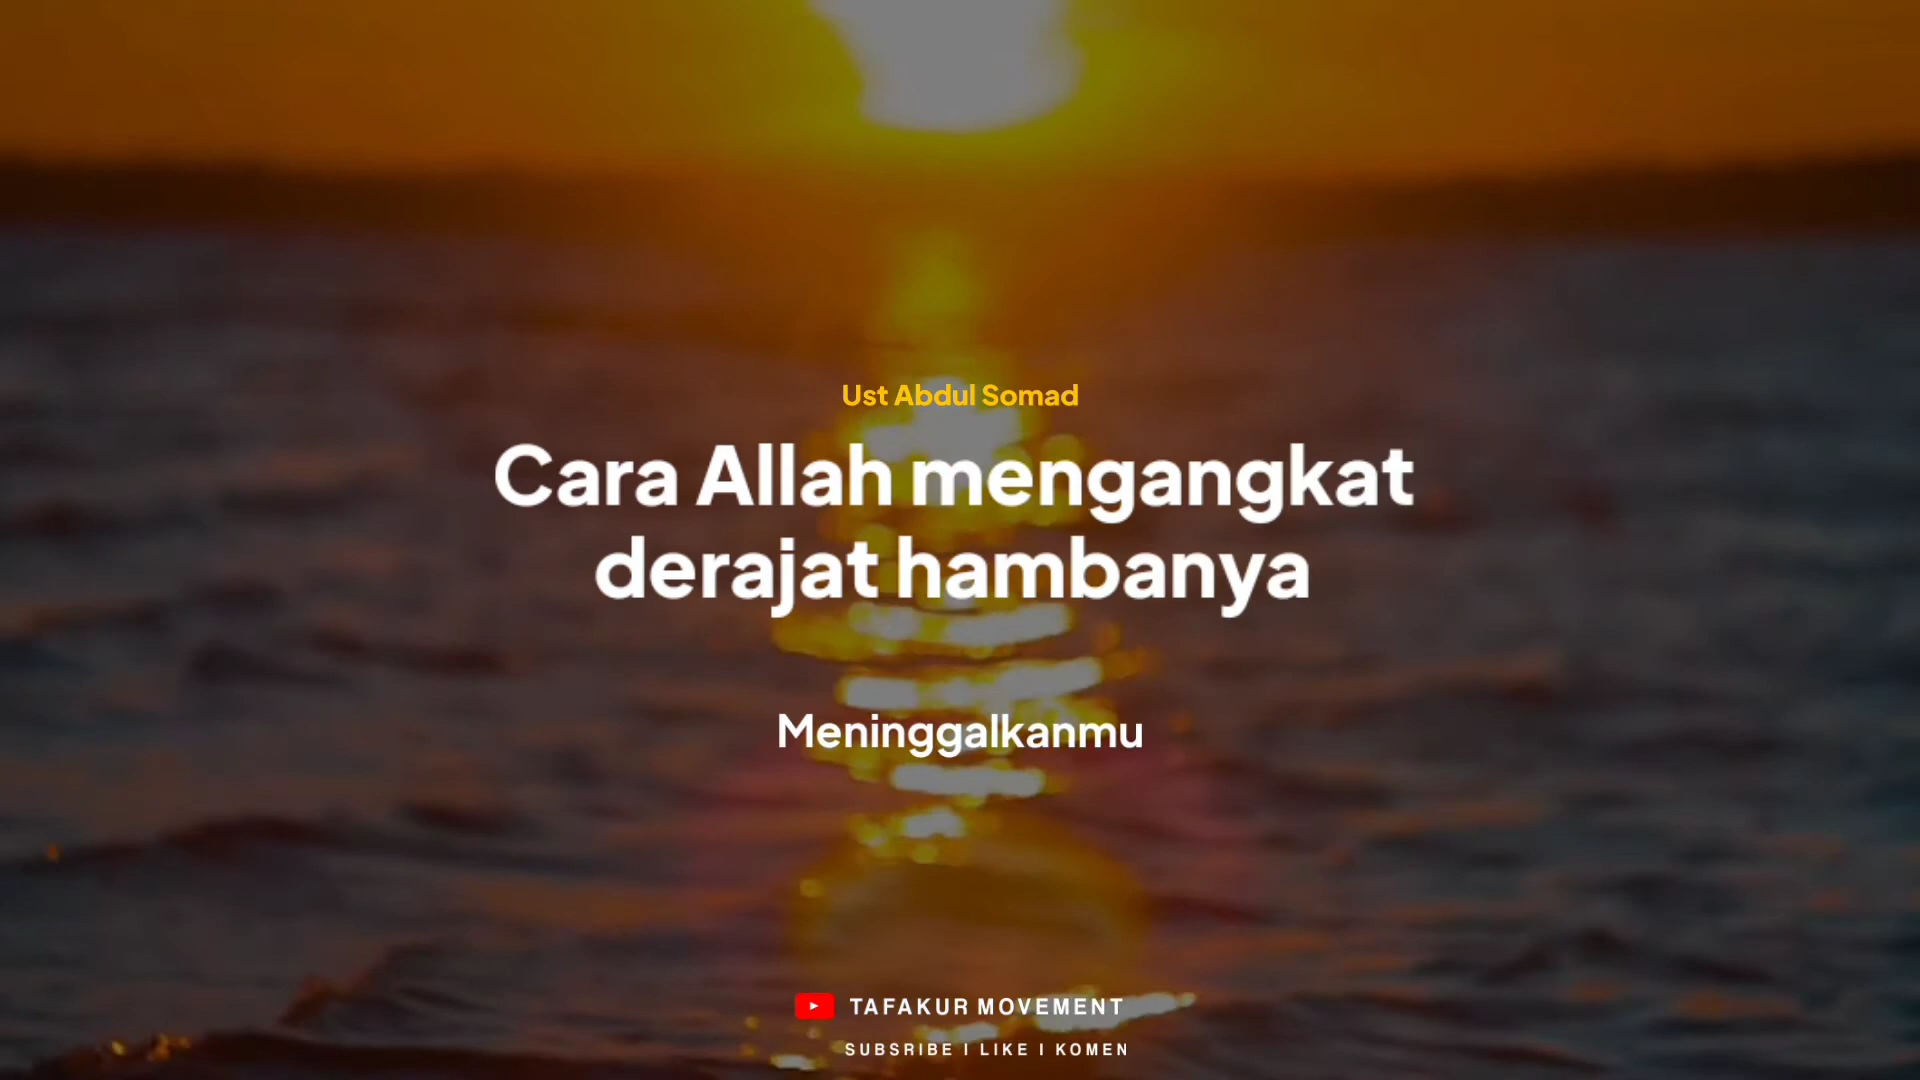 Ust Abdul Somad
Cara Allah mengangkat
derajat hambanya
Meninggalkanmu
TAFAKUR MOVEMENT
SUBSRIBE I LIKE I KOMEN